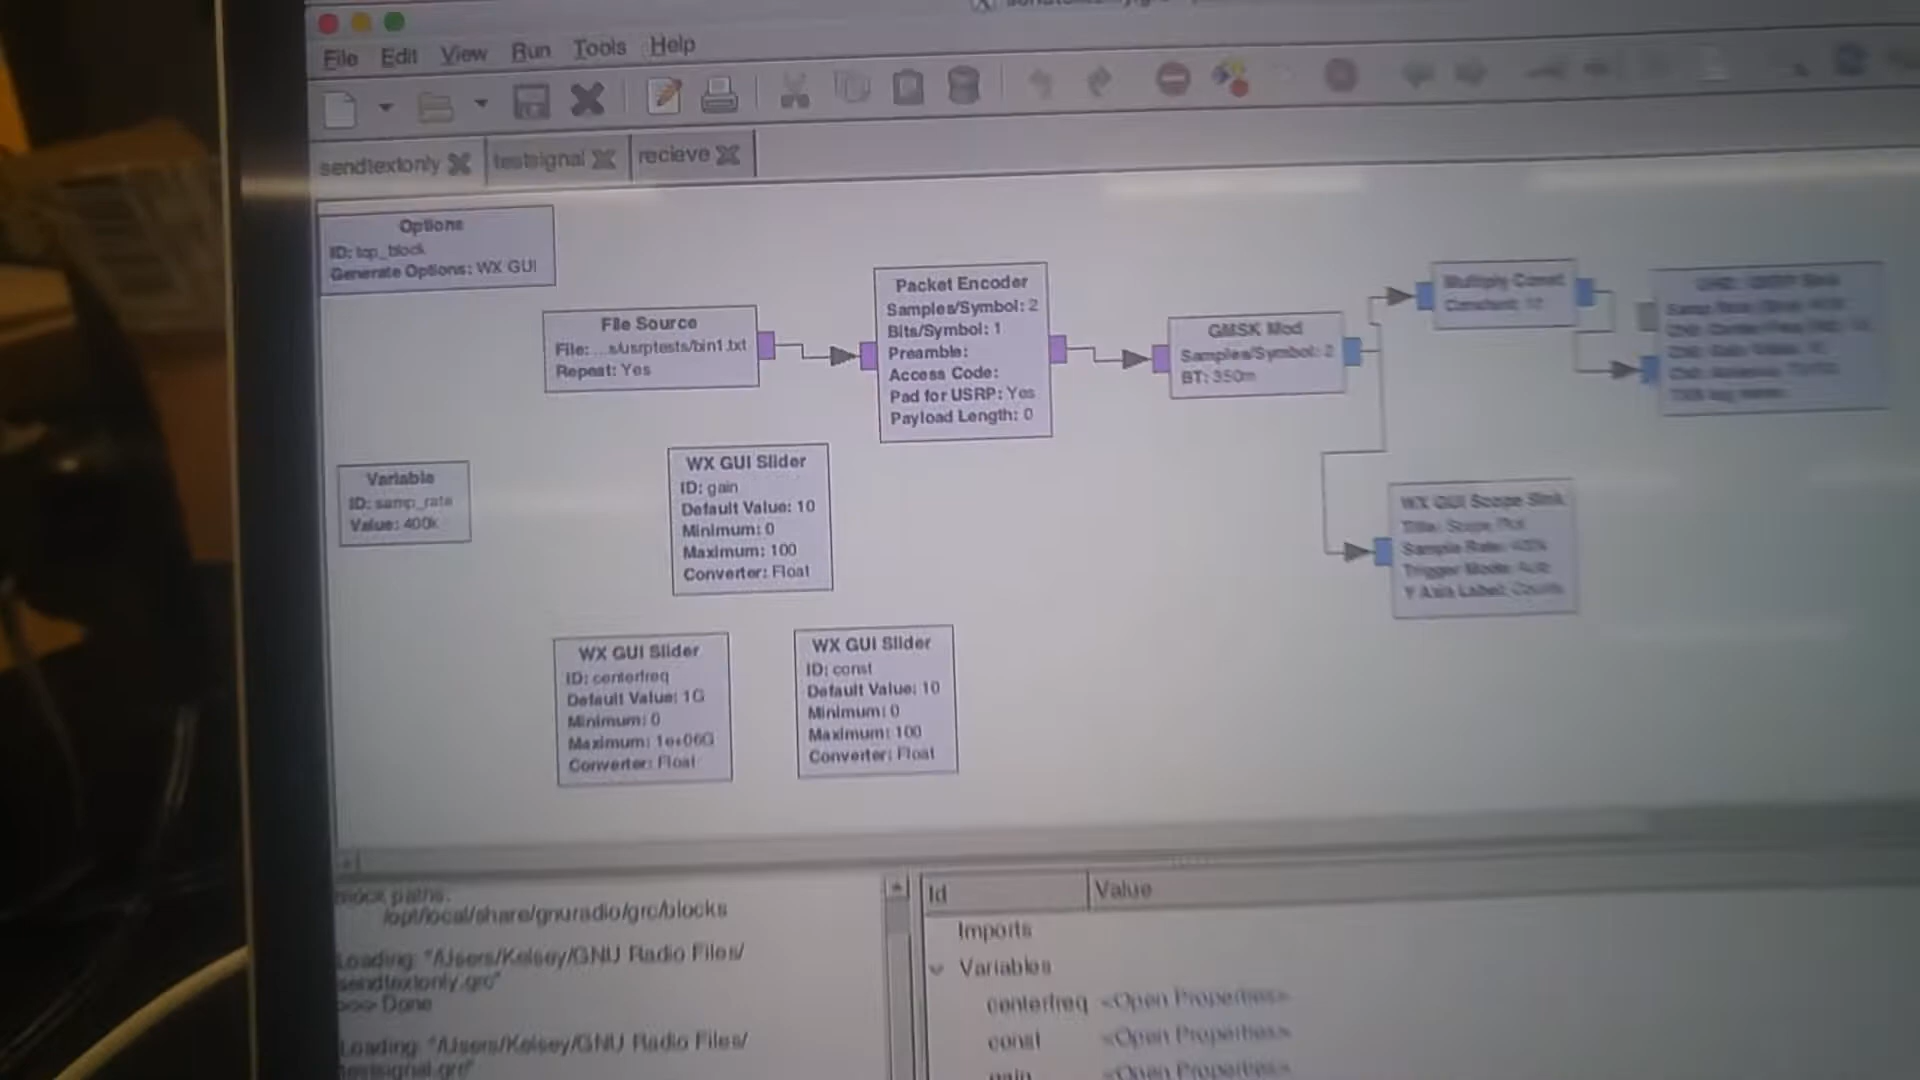 File Edit View Run Tools Help
sendtextonly testsignal recieve
Options
ID: top_block
Generate Options: WX GUI
File Source
File: ...s/usrptests/bin1.txt
Repeat: Yes
Packet Encoder
Samples/Symbol: 2
Bits/Symbol: 1
Preamble:
Access Code:
Pad for USRP: Yes
Payload Length: 0
GMSK Mod
Samples/Symbol: 2
BT: 350m
Multiply Const
Constant: 10
USRP Sink
Variable
ID: samp_rate
Value: 400k
WX GUI Slider
ID: gain
Default Value: 10
Minimum: 0
Maximum: 100
Converter: Float
WX GUI Scope Sink
Title: Scope Plot
Sample Rate: 400k
Trigger Mode: Auto
Y Axis Label: Counts
WX GUI Slider
ID: centerfreq
Default Value: 1G
Minimum: 0
Maximum: 1e+06G
Converter: Float
WX GUI Slider
ID: const
Default Value: 10
Minimum: 0
Maximum: 100
Converter: Float
paths:
/opt/local/share/gnuradio/grc/blocks
Loading: "/Users/Kelsey/GNU Radio Files/
sendtextonly.grc"
>>> Done
Loading: "/Users/Kelsey/GNU Radio Files/
testsignal.grc"
Id Value
Imports
Variables
centerfreq <Open Properties>
const <Open Properties>
gain <Open Properties>